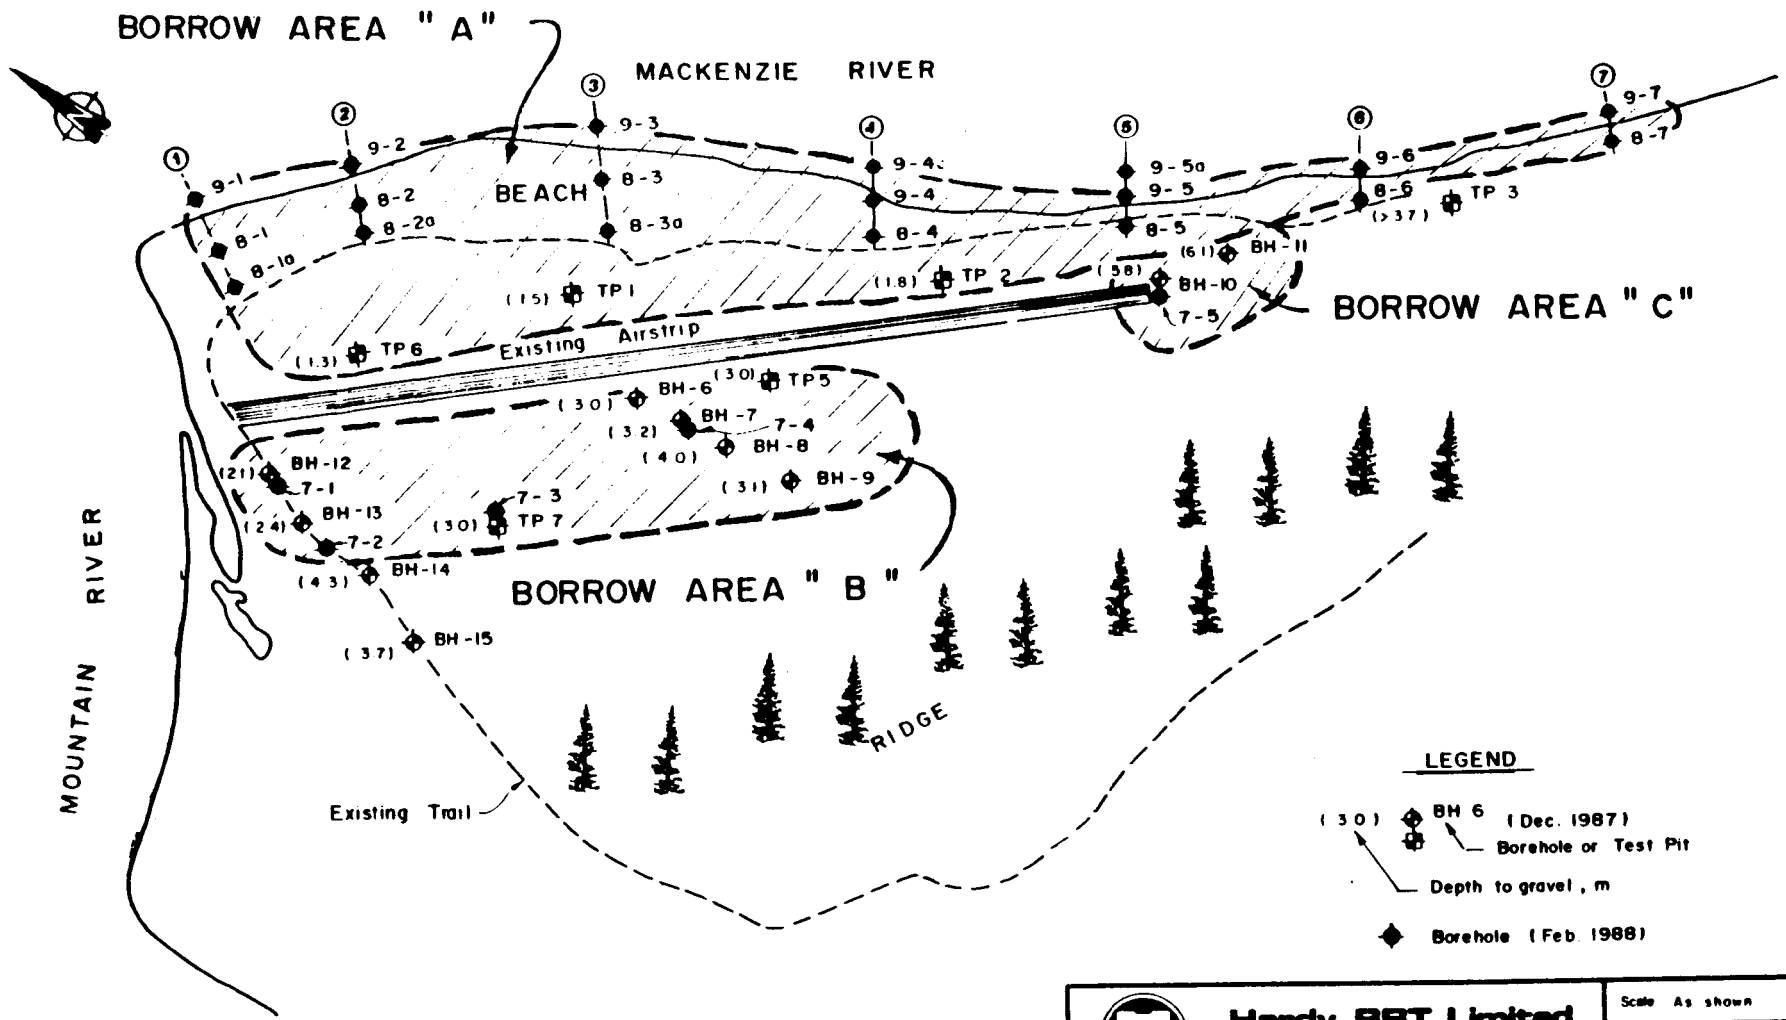 BORROW AREA "A"
MACKENZIE RIVER
1
2
3
4
5
6
7
9-1
9-2
9-3
9-4
9-5a
9-6
9-7
8-1
8-2
8-3
9-4
9-5
8-6
8-7
8-1a
8-2a
8-3a
8-4
8-5
BEACH
(>3.7)
TP 3
(6.1)
BH-11
(1.5)
TP 1
(1.8)
TP 2
(5.8)
BH-10
7-5
BORROW AREA "C"
(1.3)
TP 6
Existing Airstrip
(3.0)
BH-6
(3.0)
TP 5
(3.2)
BH-7
7-4
(4.0)
BH-8
(3.1)
BH-9
(2.1)
BH-12
7-1
(2.4)
BH-13
7-2
(3.0)
7-3
TP 7
(4.3)
BH-14
(3.7)
BH-15
BORROW AREA "B"
MOUNTAIN RIVER
RIDGE
Existing Trail
LEGEND
(3.0)
BH 6
(Dec. 1987)
Borehole or Test Pit
Depth to gravel, m
Borehole (Feb. 1988)
Hardy BBT Limited
Scale As shown